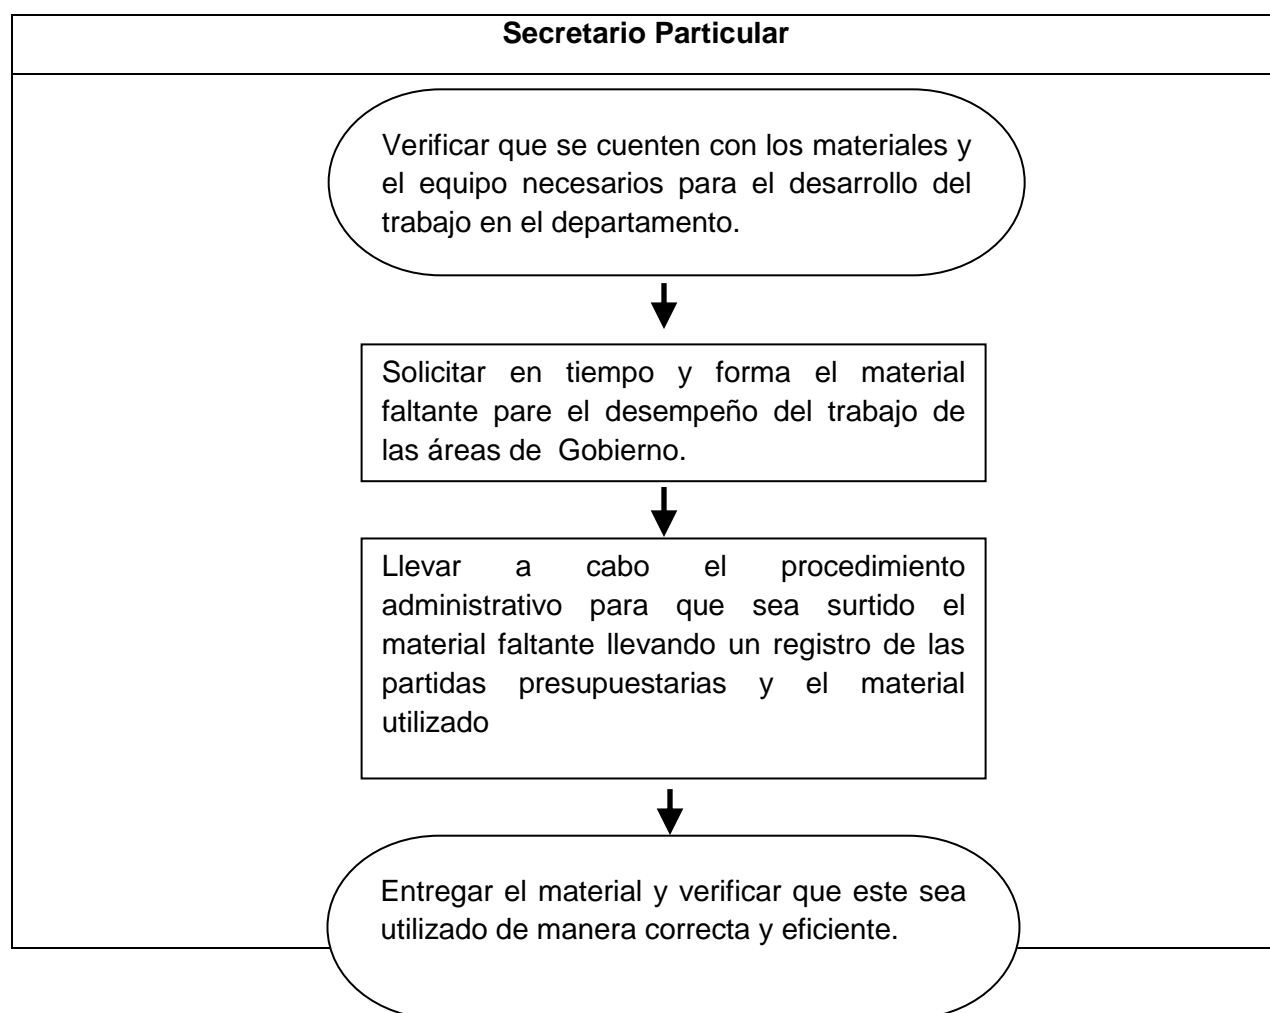 Secretario Particular
Verificar que se cuenten con los materiales y
el equipo necesarios para el desarrollo del
trabajo en el departamento.
Solicitar en tiempo y forma el material
faltante pare el desempeño del trabajo de
las áreas de Gobierno.
Llevar a cabo el procedimiento
administrativo para que sea surtido el
material faltante llevando un registro de las
partidas presupuestarias y el material
utilizado
Entregar el material y verificar que este sea
utilizado de manera correcta y eficiente.